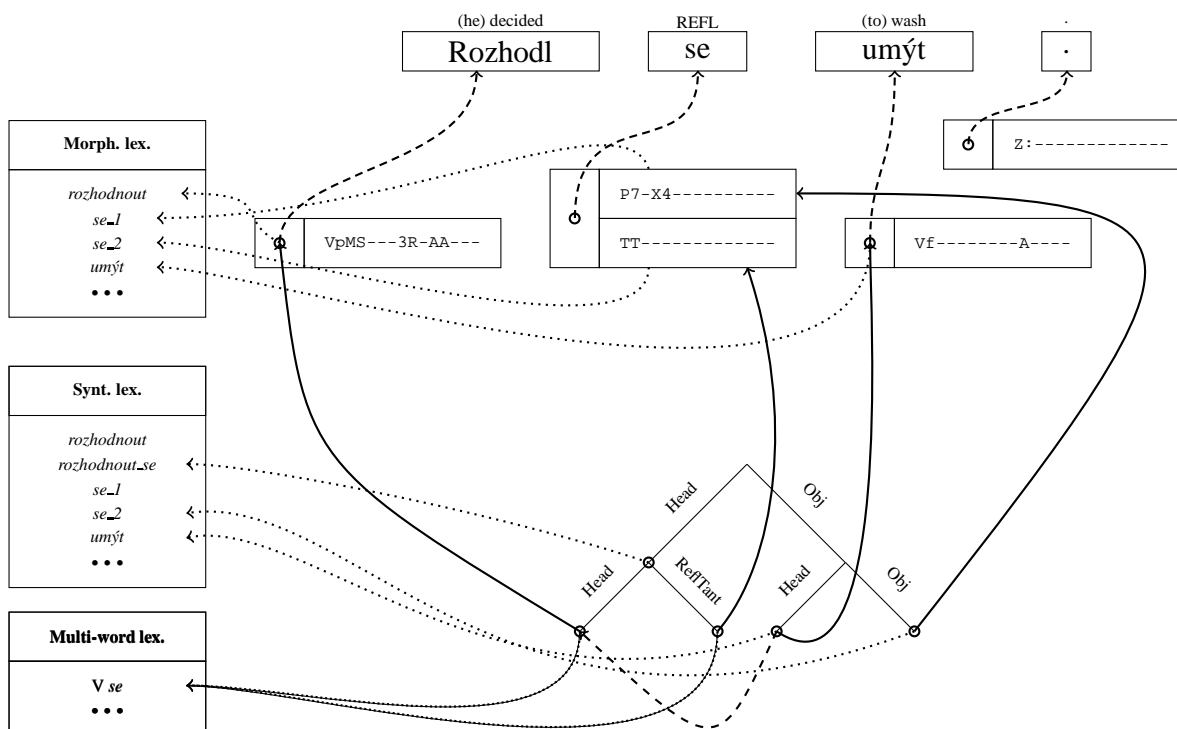 (he) decided
REFL
(to) wash
.
Rozhodl
se
umýt
.
Morph. lex.
rozhodnout
se_1
se_2
umýt
•••
Z:-------------
P7-X4----------
TT-------------
VpMS---3R-AA---
Vf--------A----
Synt. lex.
rozhodnout
rozhodnout_se
se_1
se_2
umýt
•••
Head
Obj
Head
ReflTant
Head
Obj
Multi-word lex.
V se
•••